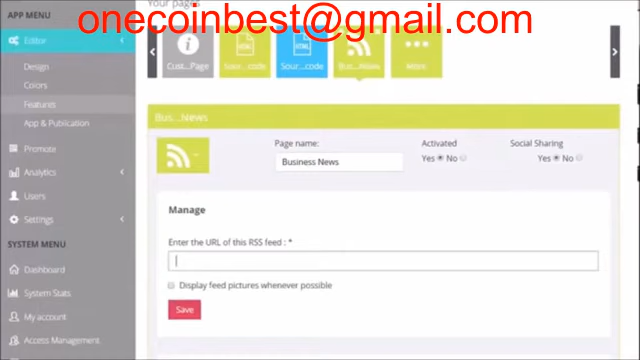 onecoinbest@gmail.com
Your pages
APP MENU
Editor
Design
Colors
Features
App & Publication
Promote
Analytics
Users
Settings
SYSTEM MENU
Dashboard
System Stats
My account
Access Management
Cust...Page
Sour...code
Sour...code
Bus...News
More
HTML
HTML
Bus...News
Page name:
Business News
Activated
Yes No
Social Sharing
Yes No
Manage
Enter the URL of this RSS feed : *
Display feed pictures whenever possible
Save